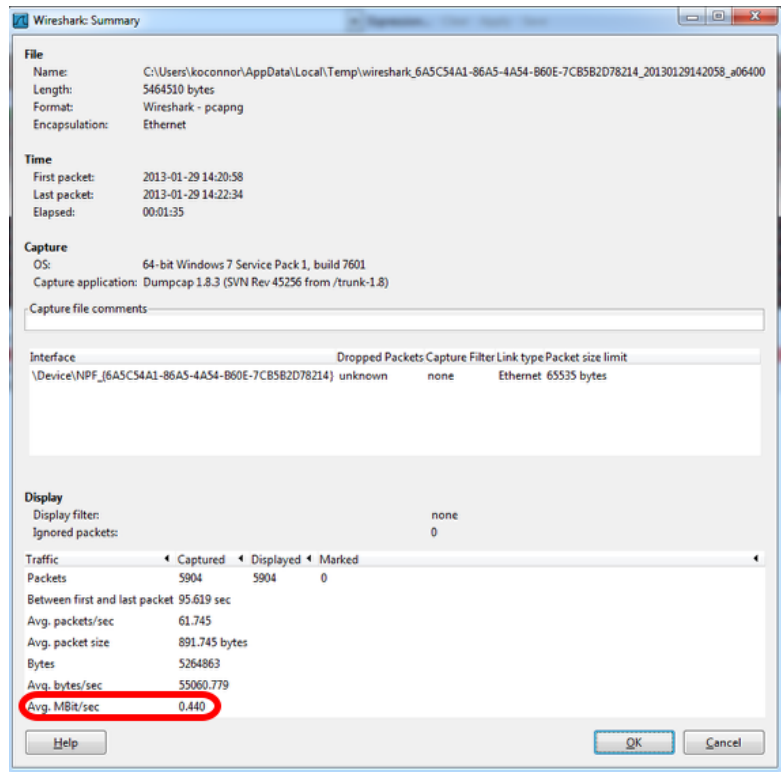 Wireshark: Summary
File
Name: C:\Users\koconnor\AppData\Local\Temp\wireshark_6A5C54A1-86A5-4A54-B60E-7CB5B2D78214_20130129142058_a06400
Length: 5464510 bytes
Format: Wireshark - pcapng
Encapsulation: Ethernet
Time
First packet: 2013-01-29 14:20:58
Last packet: 2013-01-29 14:22:34
Elapsed: 00:01:35
Capture
OS: 64-bit Windows 7 Service Pack 1, build 7601
Capture application: Dumpcap 1.8.3 (SVN Rev 45256 from /trunk-1.8)
Capture file comments
Interface Dropped Packets Capture Filter Link type Packet size limit
\Device\NPF_{6A5C54A1-86A5-4A54-B60E-7CB5B2D78214} unknown none Ethernet 65535 bytes
Display
Display filter: none
Ignored packets: 0
Traffic Captured Displayed Marked
Packets 5904 5904 0
Between first and last packet 95.619 sec
Avg. packets/sec 61.745
Avg. packet size 891.745 bytes
Bytes 5264863
Avg. bytes/sec 55060.779
Avg. MBit/sec 0.440
Help OK Cancel